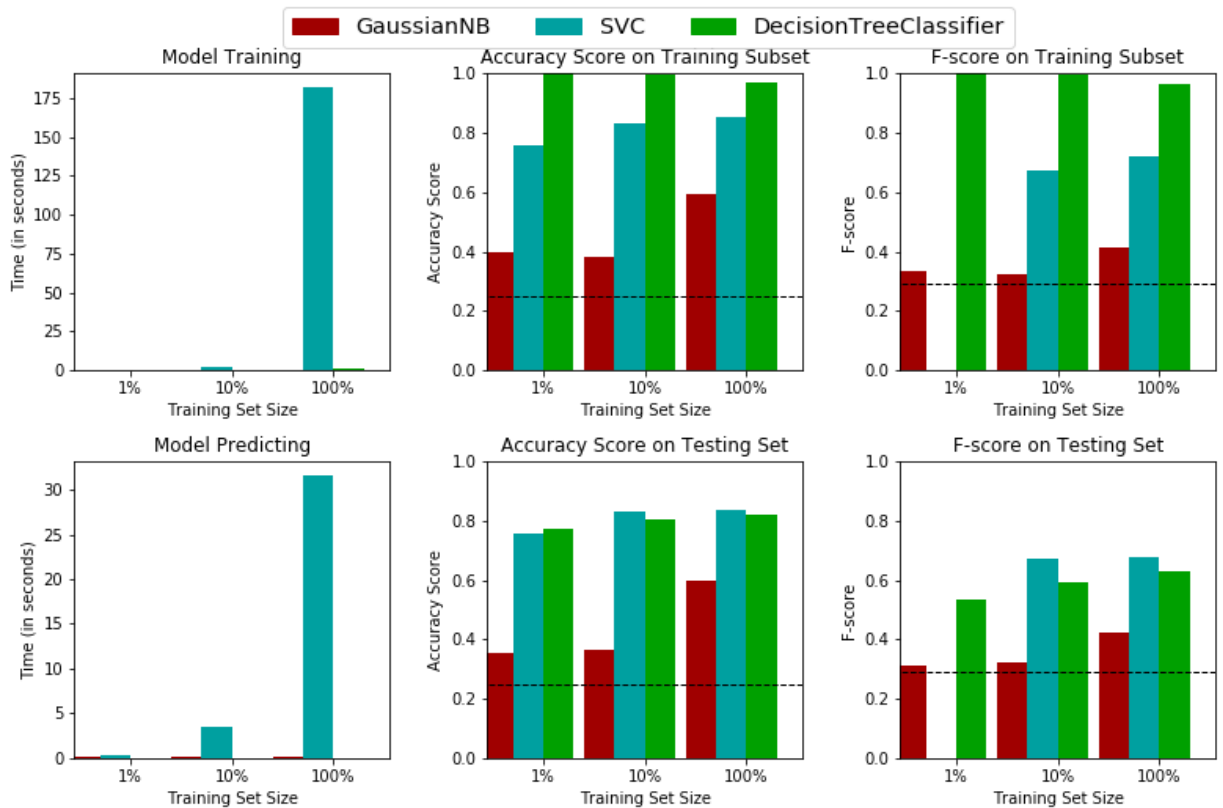 GaussianNB SVC DecisionTreeClassifier
Model Training
Time (in seconds)
175
150
125
100
75
50
25
0
1% 10% 100%
Training Set Size
Accuracy Score on Training Subset
Accuracy Score
1.0
0.8
0.6
0.4
0.2
0.0
1% 10% 100%
Training Set Size
F-score on Training Subset
F-score
1.0
0.8
0.6
0.4
0.2
0.0
1% 10% 100%
Training Set Size
Model Predicting
Time (in seconds)
30
25
20
15
10
5
0
1% 10% 100%
Training Set Size
Accuracy Score on Testing Set
Accuracy Score
1.0
0.8
0.6
0.4
0.2
0.0
1% 10% 100%
Training Set Size
F-score on Testing Set
F-score
1.0
0.8
0.6
0.4
0.2
0.0
1% 10% 100%
Training Set Size